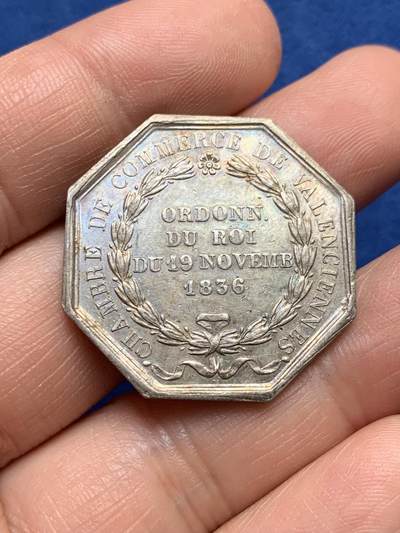 CHAMBRE DE COMMERCE DE VALENCIENNES
ORDONN.
DU ROI
DU 19 NOVEMB
1836